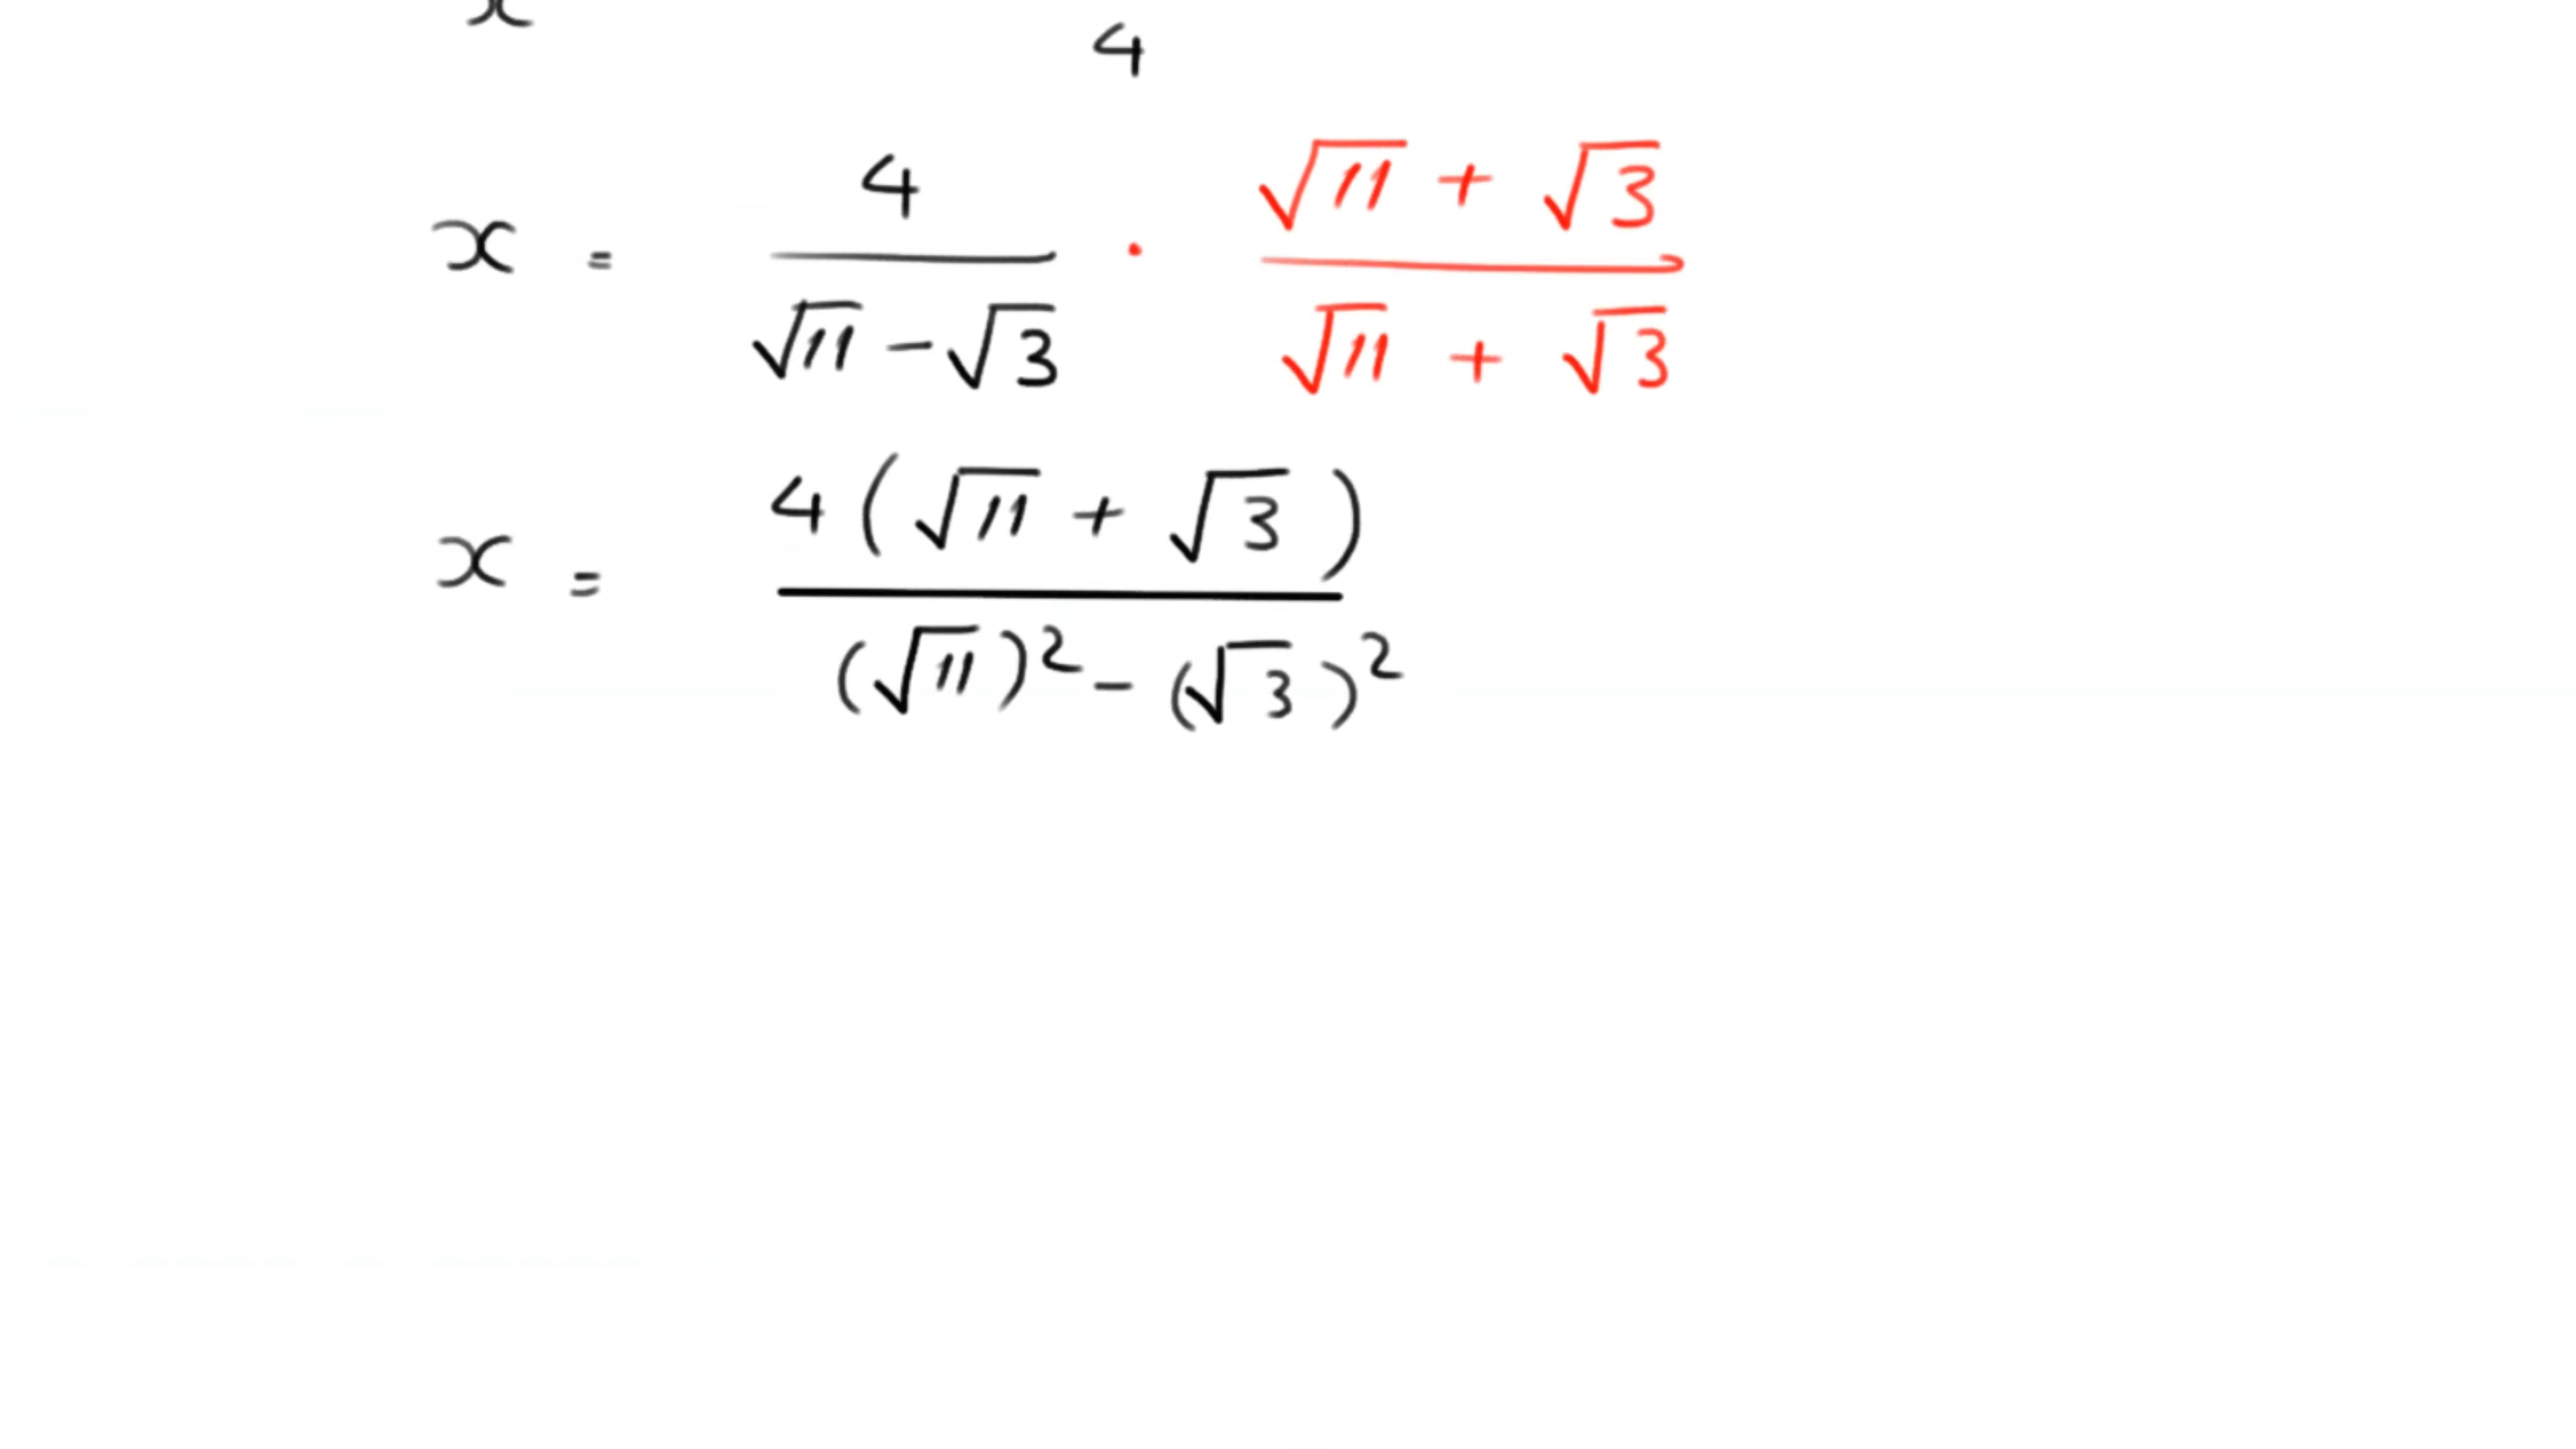 x 4
x = 4 / (√11 - √3) · (√11 + √3) / (√11 + √3)
x = 4(√11 + √3) / ((√11)² - (√3)²)